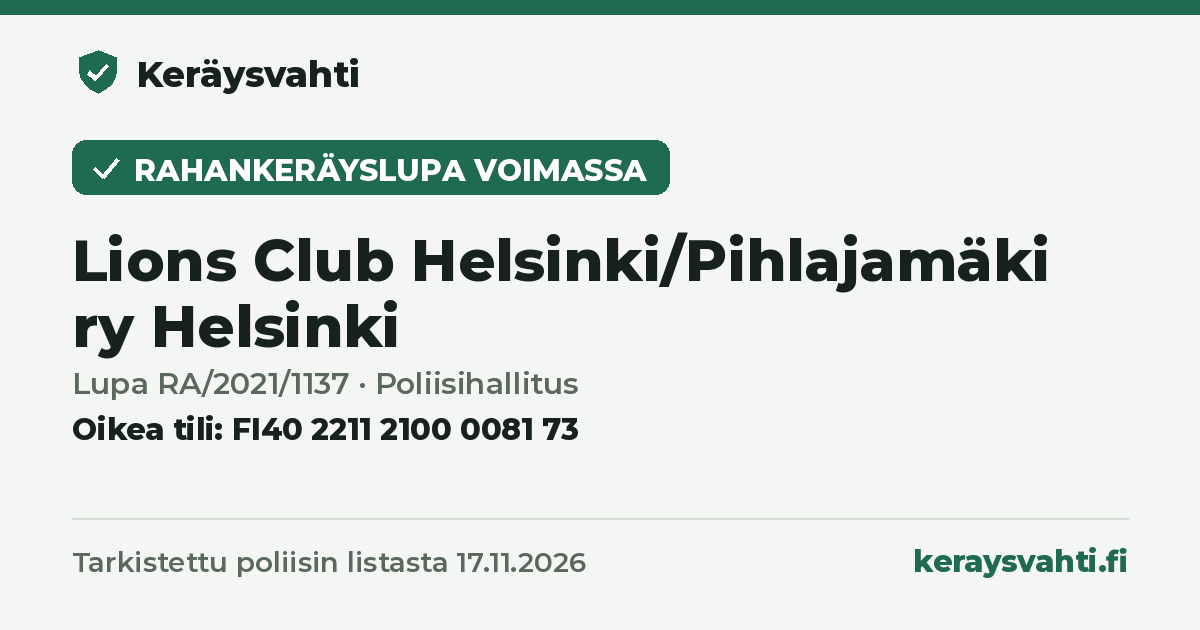 Keräysvahti
RAHANKERÄYSLUPA VOIMASSA
Lions Club Helsinki/Pihlajamäki
ry Helsinki
Lupa RA/2021/1137 · Poliisihallitus
Oikea tili: FI40 2211 2100 0081 73
Tarkistettu poliisin listasta 17.11.2026
keraysvahti.fi